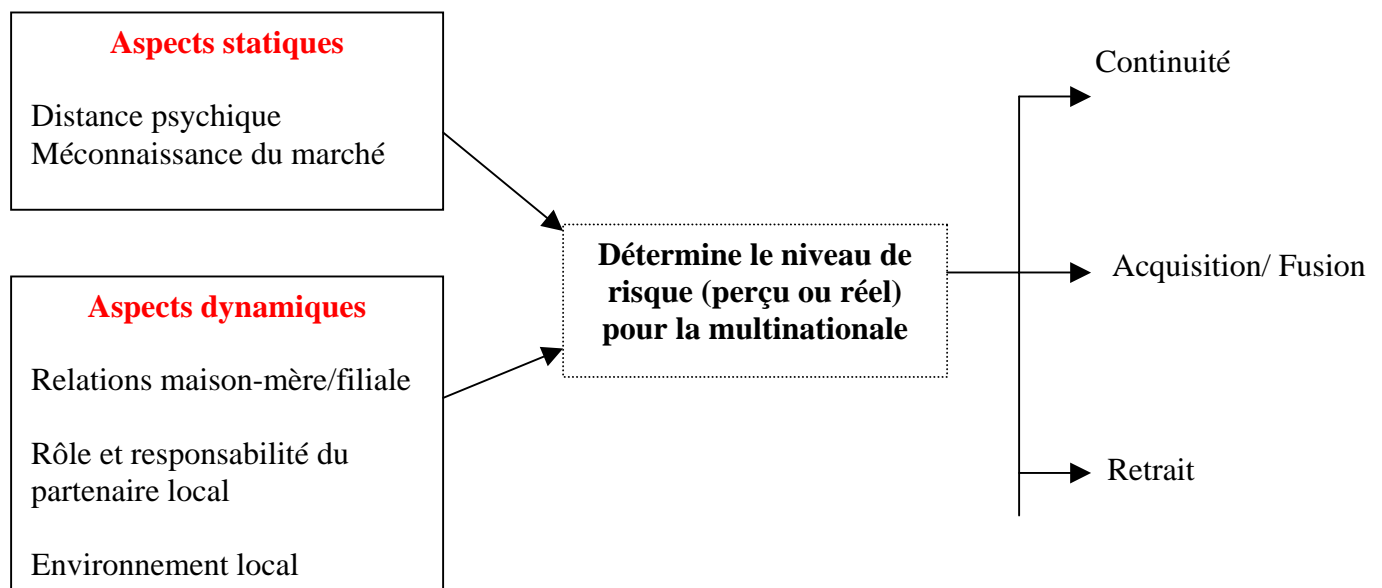 Aspects statiques
Distance psychique
Méconnaissance du marché
Aspects dynamiques
Relations maison-mère/filiale
Rôle et responsabilité du
partenaire local
Environnement local
Détermine le niveau de
risque (perçu ou réel)
pour la multinationale
Continuité
Acquisition/ Fusion
Retrait